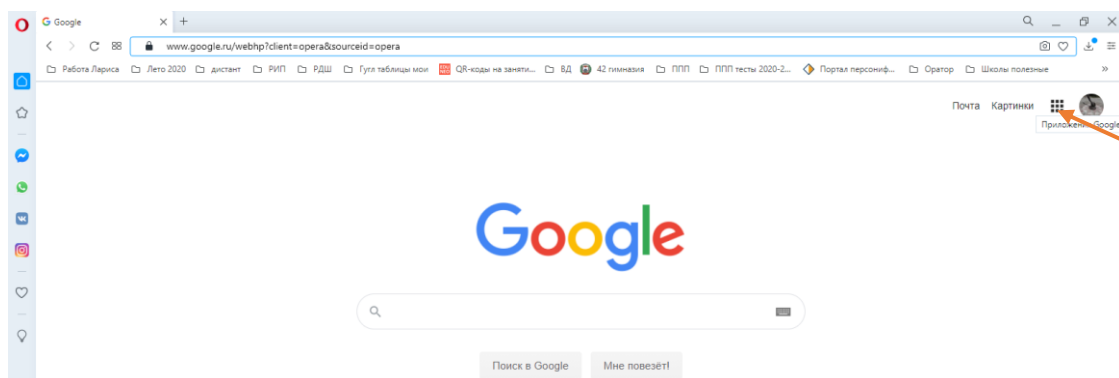 Google
www.google.ru/webhp?client=opera&sourceid=opera
Работа Лариса Лето 2020 дистант РИП РДШ Гугл таблицы мои QR-коды на заняти... ВД 42 гимназия ППП ППП тесты 2020-2... Портал персониф... Оратор Школы полезные
Почта Картинки
Приложения Google
Google
Поиск в Google Мне повезёт!